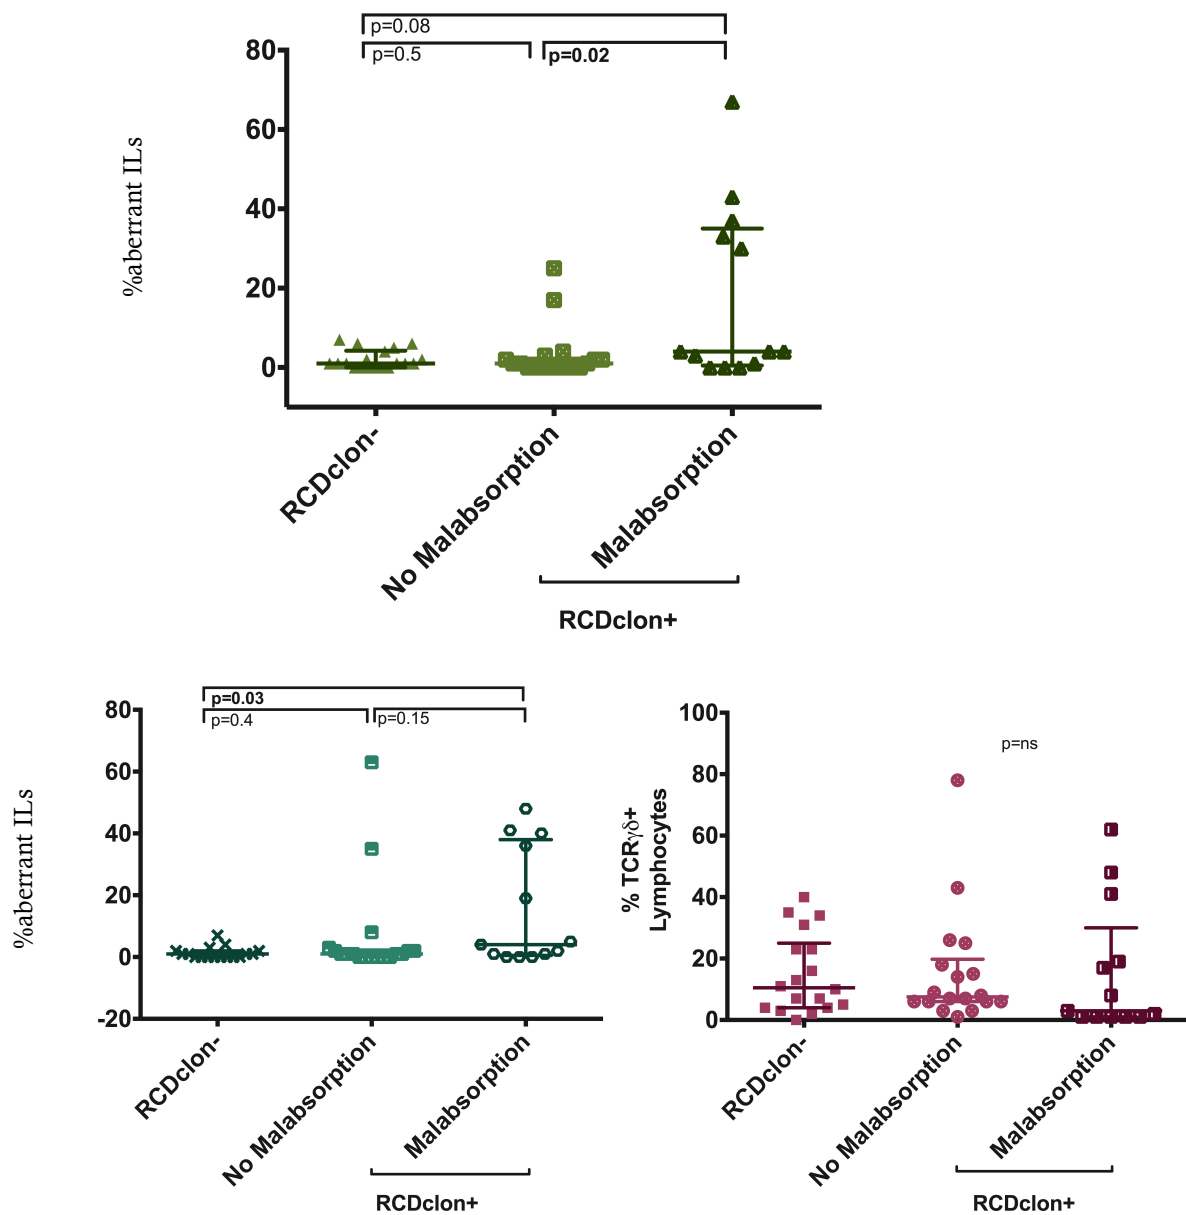 p=0.08
p=0.5
p=0.02
80
60
40
20
0
%aberrant ILs
RCDclon-
No Malabsorption
Malabsorption
RCDclon+
p=0.03
p=0.4
p=0.15
80
60
40
20
0
-20
%aberrant ILs
RCDclon-
No Malabsorption
Malabsorption
RCDclon+
p=ns
100
80
60
40
20
0
% TCRγδ+
Lymphocytes
RCDclon-
No Malabsorption
Malabsorption
RCDclon+